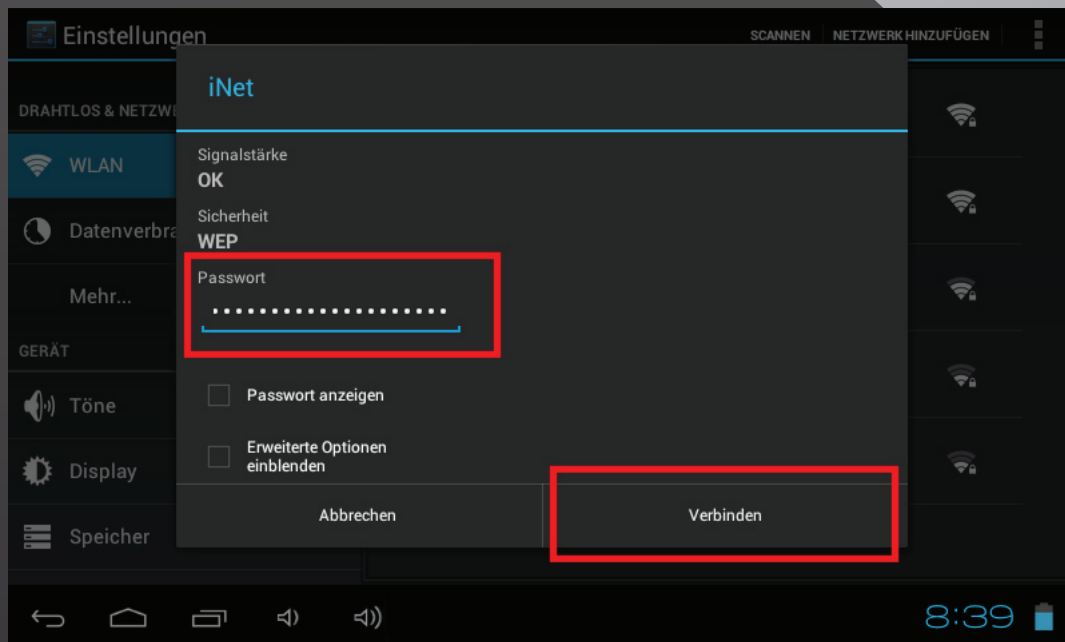 Einstellungen
SCANNEN
NETZWERK HINZUFÜGEN
DRAHTLOS & NETZWE
WLAN
Datenverbra
Mehr...
GERÄT
Töne
Display
Speicher
iNet
Signalstärke
OK
Sicherheit
WEP
Passwort
••••••••••••••••••••
Passwort anzeigen
Erweiterte Optionen
einblenden
Abbrechen
Verbinden
8:39